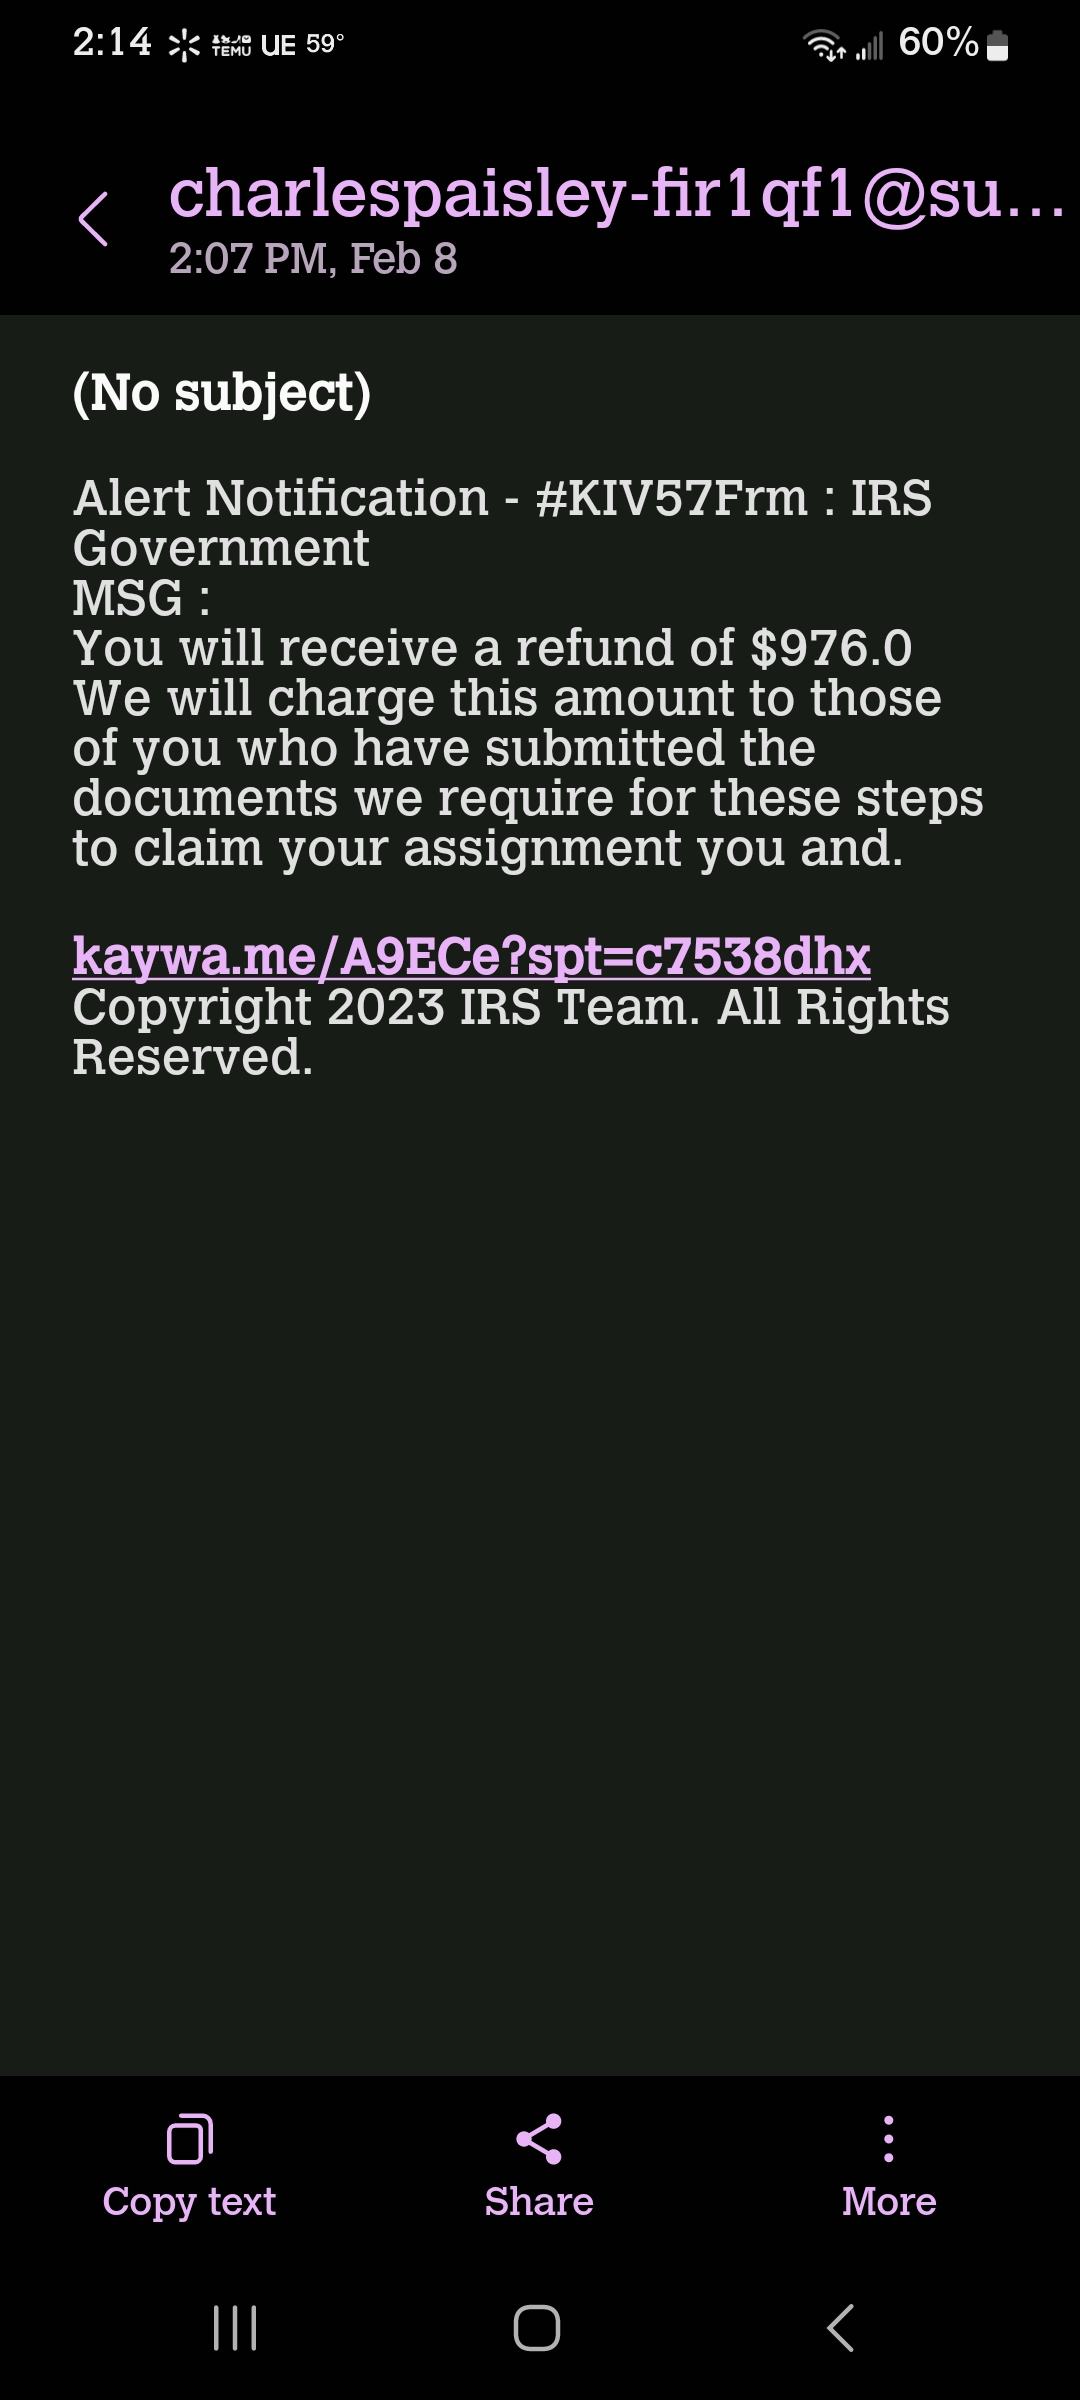 2:14 TEMU UE 59° 60%
charlespaisley-fir1qf1@su...
2:07 PM, Feb 8
(No subject)
Alert Notification - #KIV57Frm : IRS
Government
MSG :
You will receive a refund of $976.0
We will charge this amount to those
of you who have submitted the
documents we require for these steps
to claim your assignment you and.
kaywa.me/A9ECe?spt=c7538dhx
Copyright 2023 IRS Team. All Rights
Reserved.
Copy text Share More